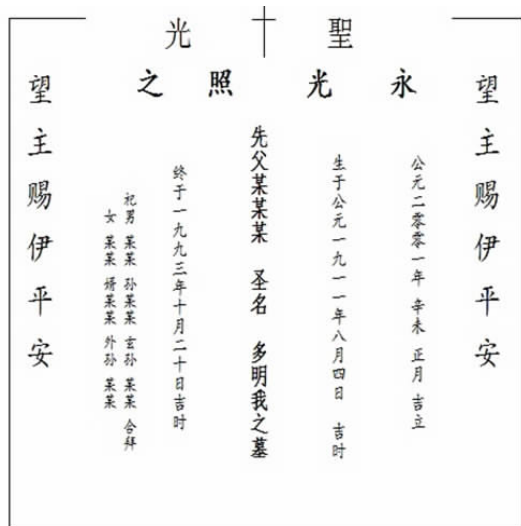 聖光
永光照之
望主赐伊平安
公元二零零一年 辛未 正月 吉立
生于公元一九一一年八月四日 吉时
先父某某某 圣名 多明我之墓
终于一九九三年十月二十日吉时
祀男 某某 孙某某 玄孙 某某 合拜
女 某某 婿某某 外孙 某某
望主赐伊平安